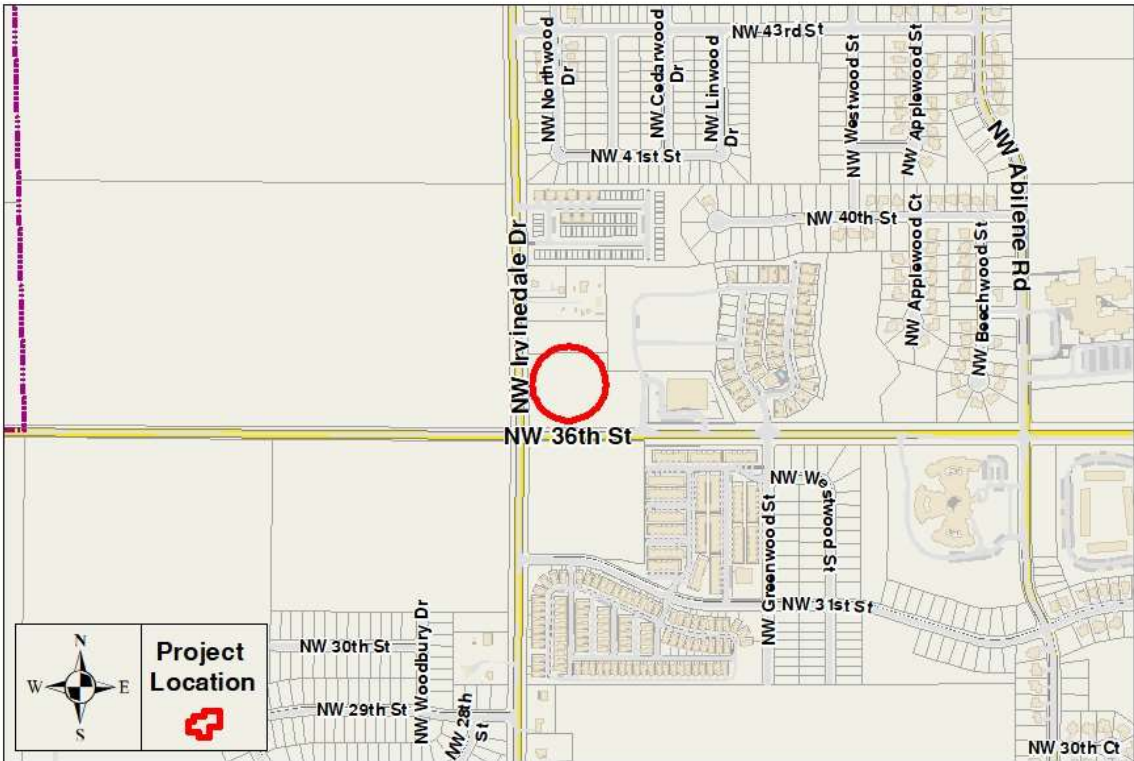 NW 43rd St
NW Northwood
Dr
NW Cedarwood
Dr
NW Linwood
Dr
NW Westwood St
NW Applewood St
NW 41st St
NW Abilene Rd
NW 40th St
NW Applewood Ct
NW Beechwood St
NW Irvinedale Dr
NW 36th St
NW Westwood St
NW Greenwood St
NW 31st St
NW 30th St
NW Woodbury Dr
NW 29th St
NW 28th
St
NW 30th Ct
N
W E
S
Project
Location